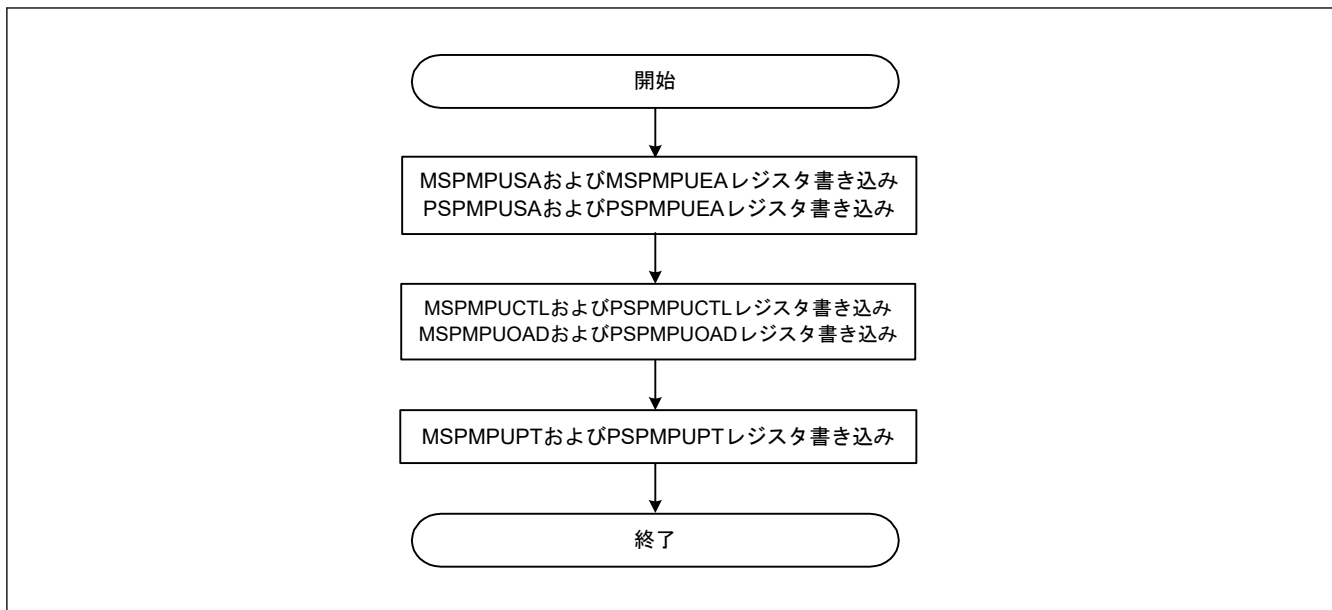 開始
MSPMPUSAおよびMSPMPUEAレジスタ書き込み
PSPMPUSAおよびPSPMPUEAレジスタ書き込み
MSPMPUCTLおよびPSPMPUCTLレジスタ書き込み
MSPMPUOADおよびPSPMPUOADレジスタ書き込み
MSPMPUPTおよびPSPMPUPTレジスタ書き込み
終了